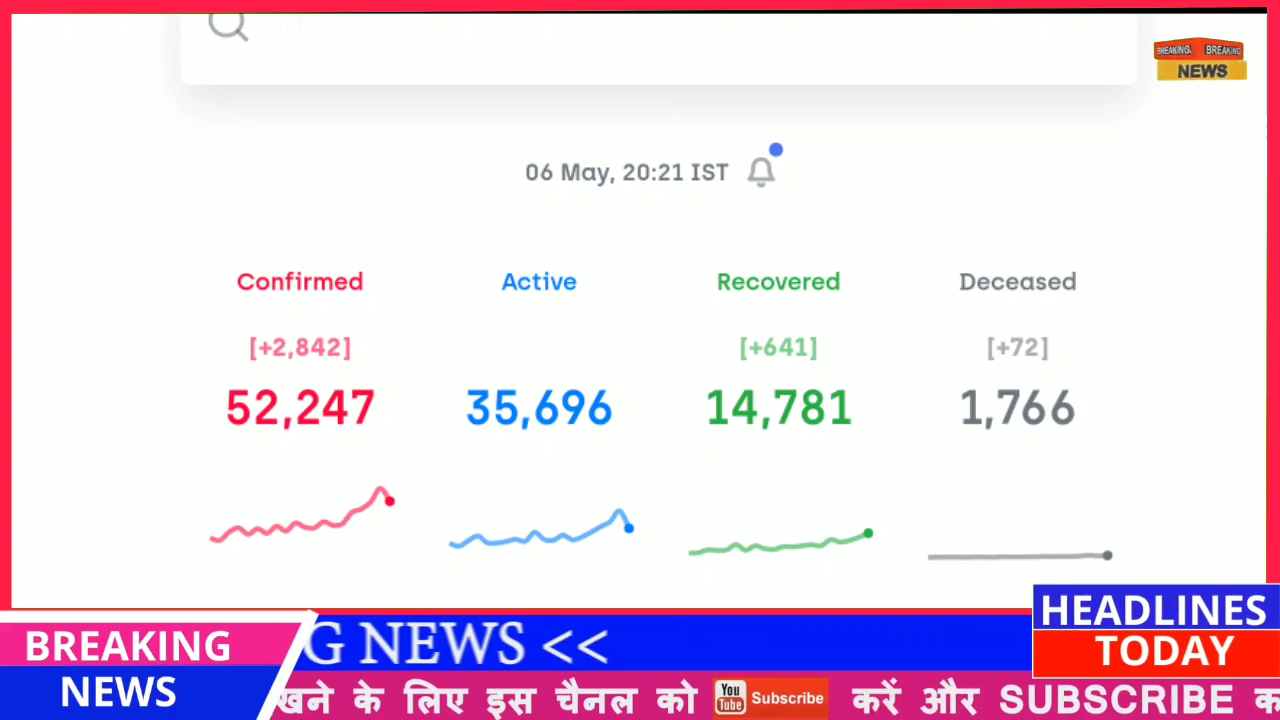 BREAKING BREAKING
NEWS
06 May, 20:21 IST
Confirmed Active Recovered Deceased
[+2,842] [+641] [+72]
52,247 35,696 14,781 1,766
HEADLINES
TODAY
BREAKING
NEWS
G NEWS <<
खने के लिए इस चैनल को You Tube Subscribe करें और SUBSCRIBE क